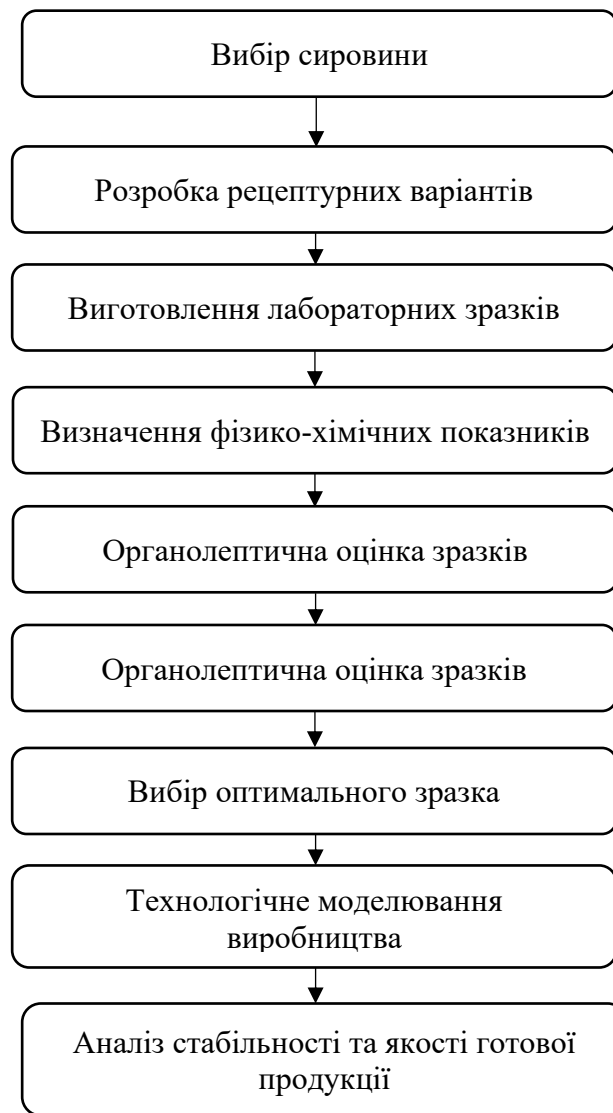 Вибір сировини
Розробка рецептурних варіантів
Виготовлення лабораторних зразків
Визначення фізико-хімічних показників
Органолептична оцінка зразків
Органолептична оцінка зразків
Вибір оптимального зразка
Технологічне моделювання
виробництва
Аналіз стабільності та якості готової
продукції